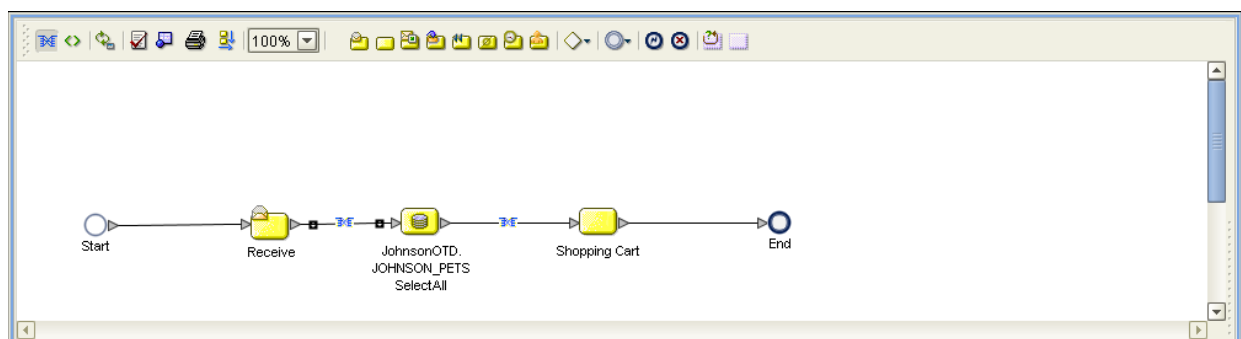 100%
Start
Receive
JohnsonOTD.
JOHNSON_PETS
SelectAll
Shopping Cart
End